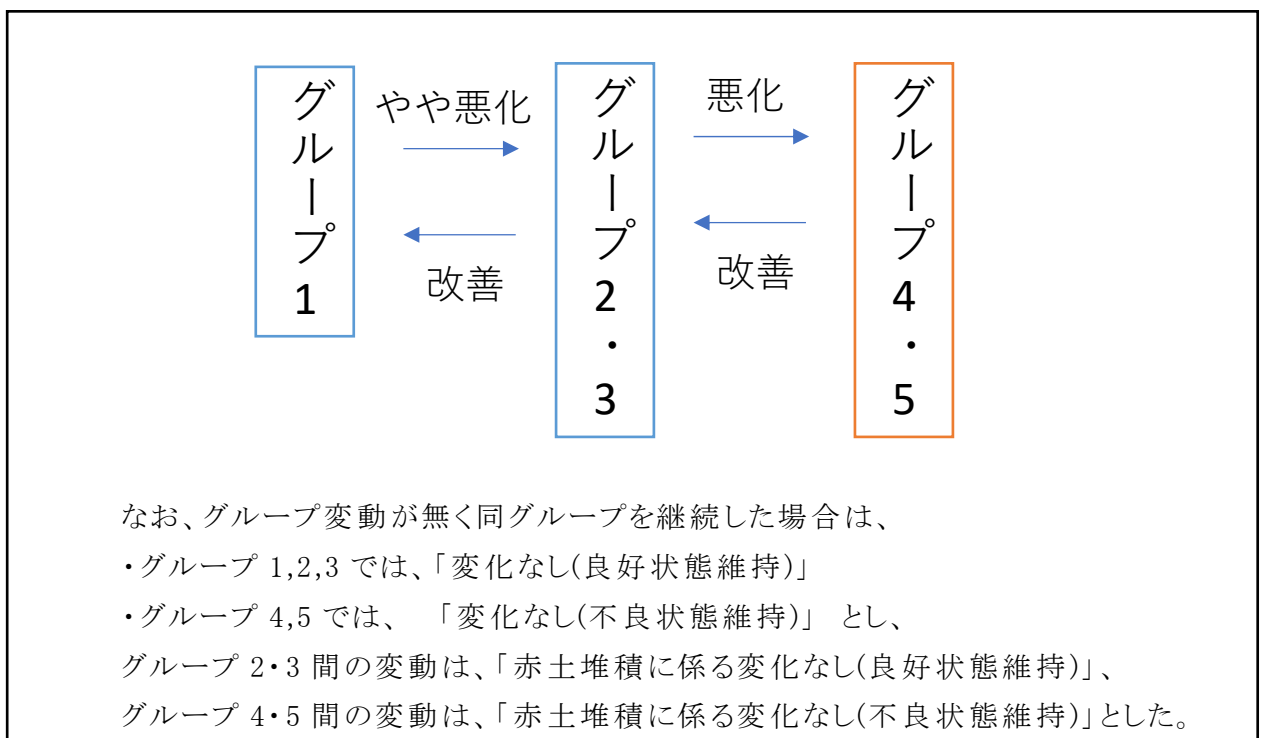 グループ1
やや悪化
改善
グループ2・3
悪化
改善
グループ4・5
なお、グループ変動が無く同グループを継続した場合は、
・グループ 1,2,3 では、「変化なし(良好状態維持)」
・グループ 4,5 では、 「変化なし(不良状態維持)」 とし、
グループ 2・3 間の変動は、「赤土堆積に係る変化なし(良好状態維持)」、
グループ 4・5 間の変動は、「赤土堆積に係る変化なし(不良状態維持)」とした。